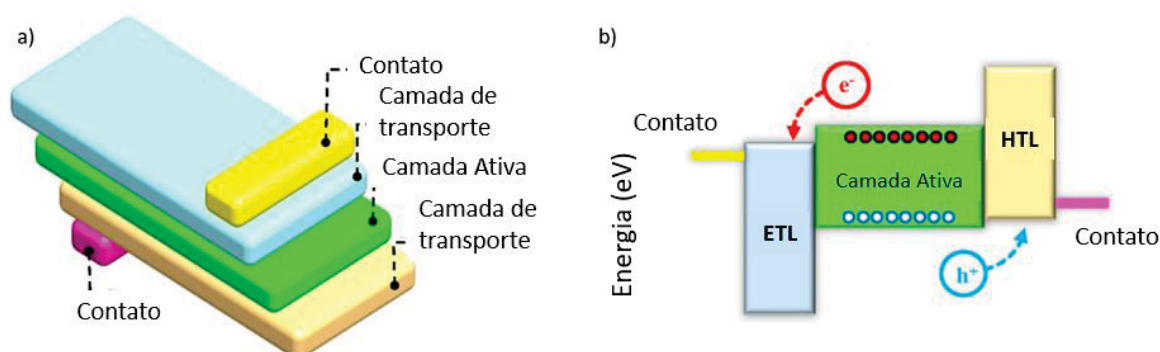 a)
Contato
Camada de
transporte
Camada Ativa
Camada de
transporte
Contato
b)
Energia (eV)
Contato
e-
ETL
Camada Ativa
HTL
h+
Contato